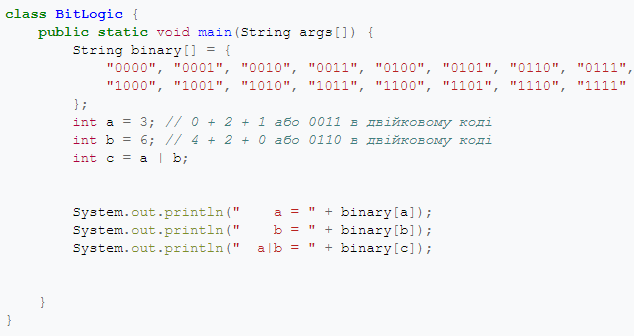 class BitLogic {
    public static void main(String args[]) {
        String binary[] = {
            "0000", "0001", "0010", "0011", "0100", "0101", "0110", "0111",
            "1000", "1001", "1010", "1011", "1100", "1101", "1110", "1111"
        };
        int a = 3; // 0 + 2 + 1 або 0011 в двійковому коді
        int b = 6; // 4 + 2 + 0 або 0110 в двійковому коді
        int c = a | b;
        System.out.println("    a = " + binary[a]);
        System.out.println("    b = " + binary[b]);
        System.out.println("  a|b = " + binary[c]);
    }
}